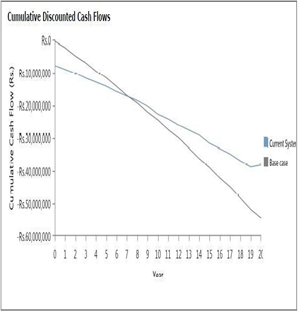 Cumulative Discounted Cash Flows
Rs.0
-Rs.10,000,000
-Rs.20,000,000
-Rs.30,000,000
-Rs.40,000,000
-Rs.50,000,000
-Rs.60,000,000
Cumulative Cash Flow (Rs.)
0 1 2 3 4 5 6 7 8 9 10 11 12 13 14 15 16 17 18 19 20
Year
Current System
Base case